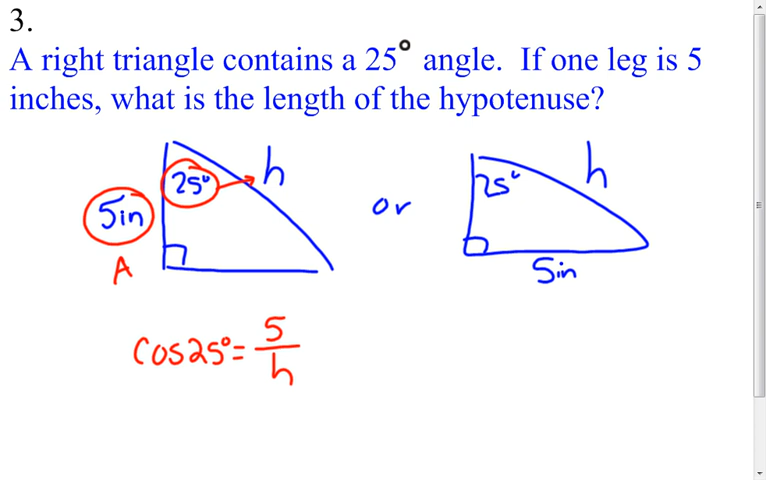 3.
A right triangle contains a 25° angle. If one leg is 5
inches, what is the length of the hypotenuse?
25° h
5in
A
or
25° h
5in
cos25°= 5/h